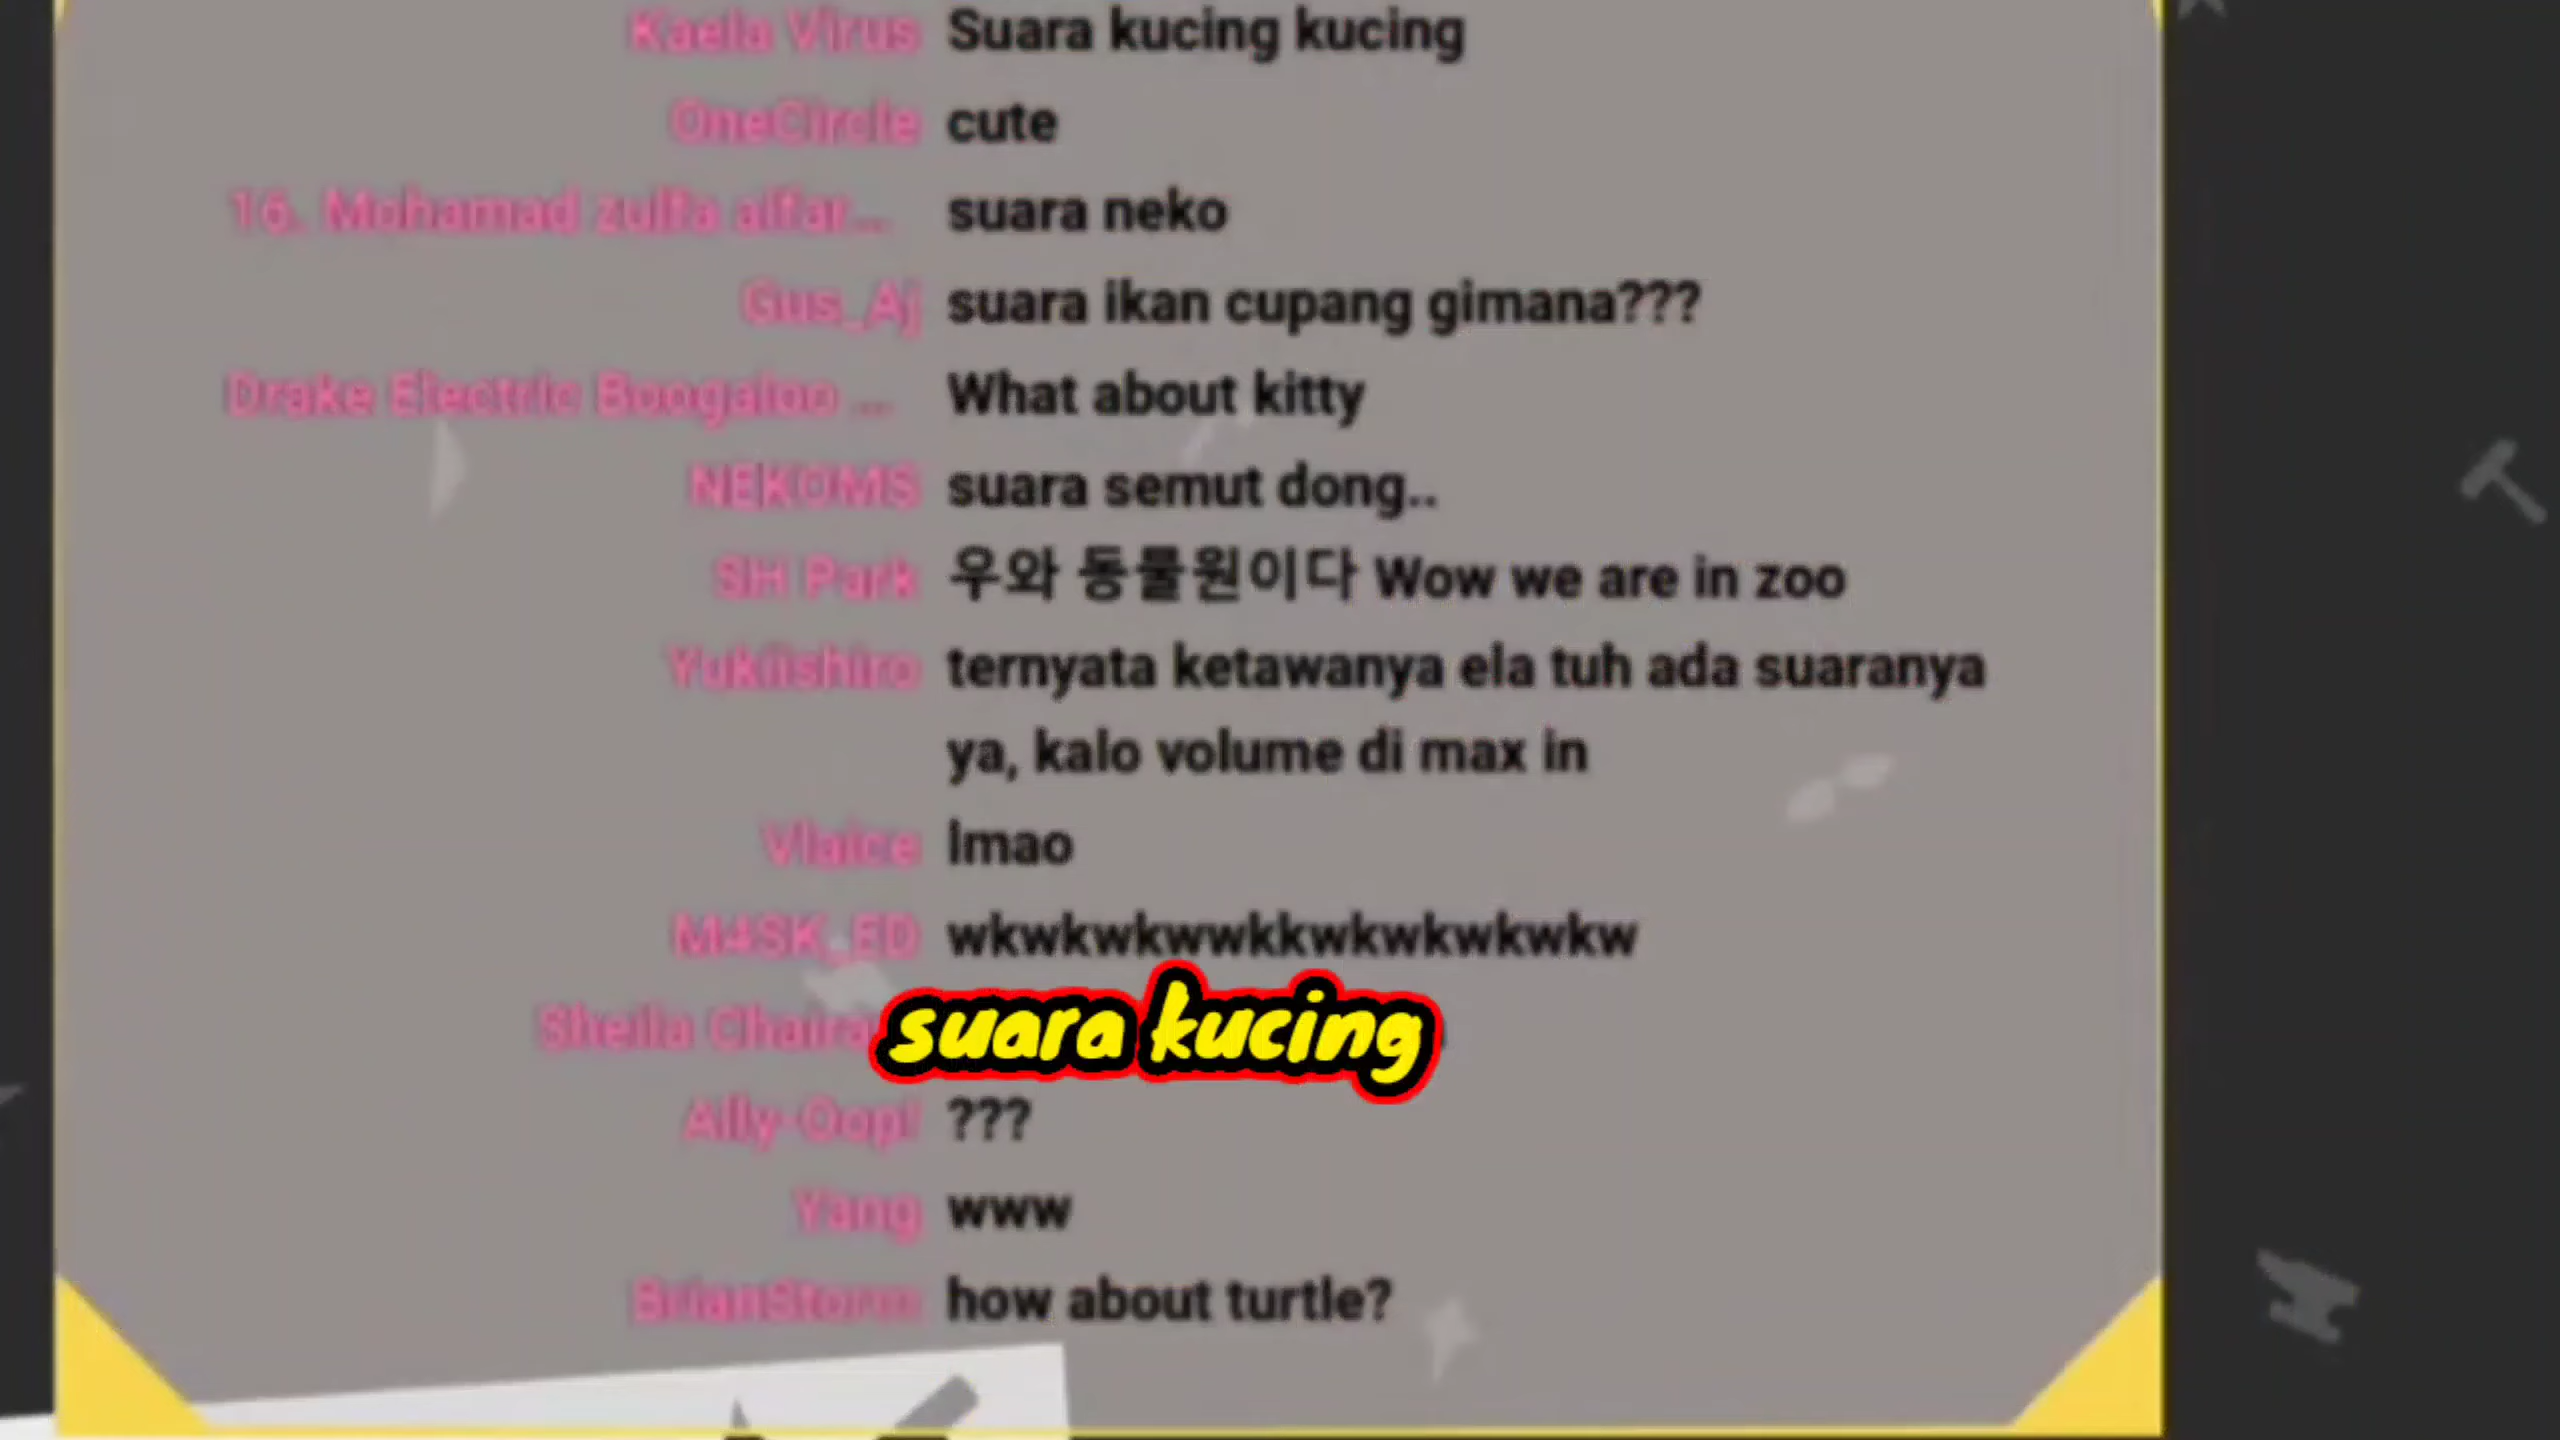 Kaela Virus Suara kucing kucing
OneCircle cute
16. Mohamad zulfa alfar... suara neko
Gus_Aj suara ikan cupang gimana???
Drake Electric Boogaloo ... What about kitty
NEKOMS suara semut dong..
SH Park 우와 동물원이다 Wow we are in zoo
Yukiishiro ternyata ketawanya ela tuh ada suaranya
ya, kalo volume di max in
Vlaice lmao
M4SK_ED wkwkwkwwkkwkwkwkwkw
Sheila Chaira
suara kucing
Ally-Oop! ???
Yang www
BrianStorm how about turtle?